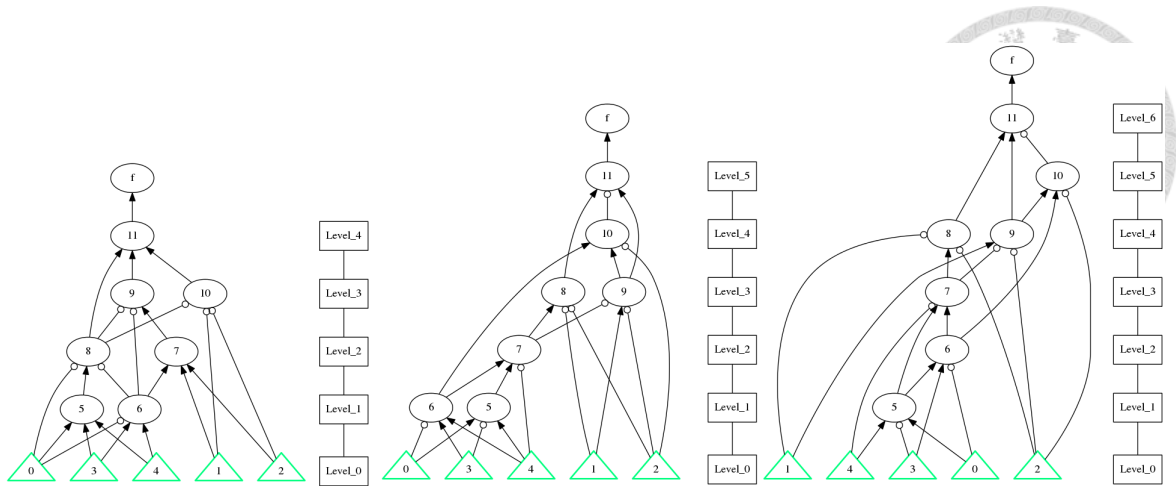 f
11
9 10
8 7
5 6
0 3 4 1 2
Level_4
Level_3
Level_2
Level_1
Level_0
f
11
10
8 9
7
6 5
0 3 4 1 2
Level_5
Level_4
Level_3
Level_2
Level_1
Level_0
f
11
10
8 9
7
6
5
1 4 3 0 2
Level_6
Level_5
Level_4
Level_3
Level_2
Level_1
Level_0